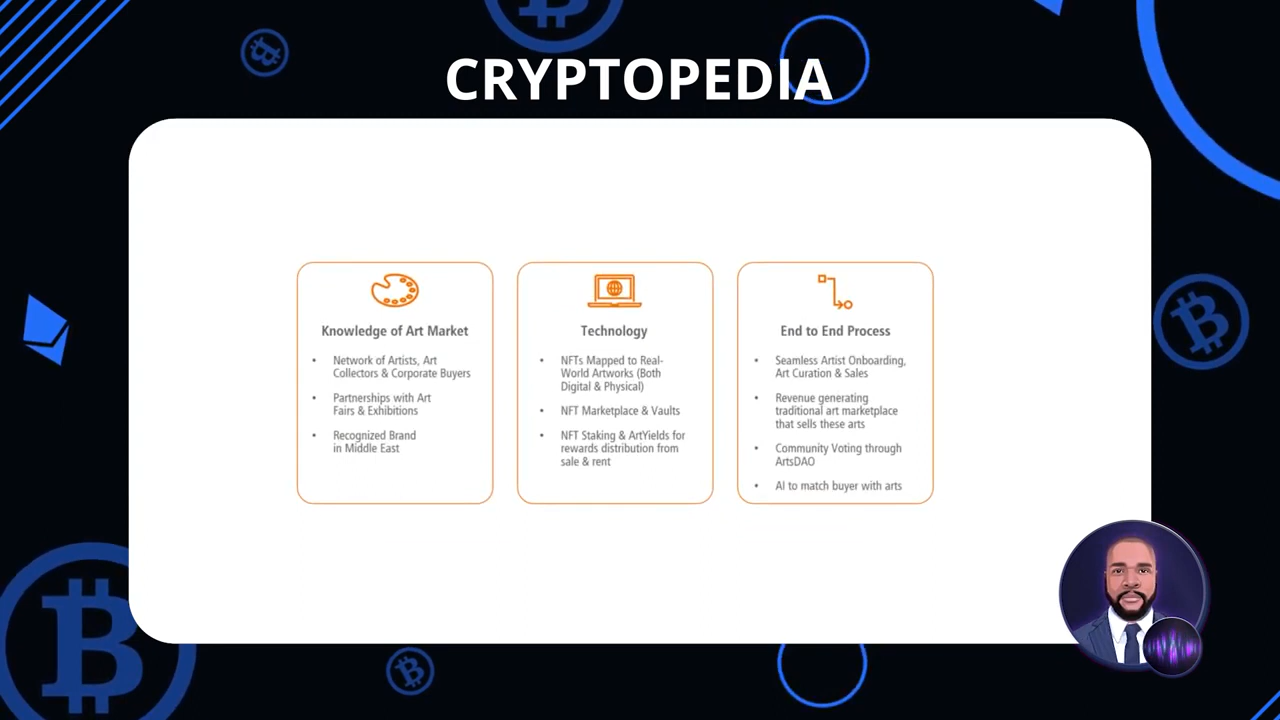 CRYPTOPEDIA
Knowledge of Art Market
• Network of Artists, Art
Collectors & Corporate Buyers
• Partnerships with Art
Fairs & Exhibitions
• Recognized Brand
in Middle East
Technology
• NFTs Mapped to Real-
World Artworks (Both
Digital & Physical)
• NFT Marketplace & Vaults
• NFT Staking & ArtYields for
rewards distribution from
sale & rent
End to End Process
• Seamless Artist Onboarding,
Art Curation & Sales
• Revenue generating
traditional art marketplace
that sells these arts
• Community Voting through
ArtsDAO
• AI to match buyer with arts